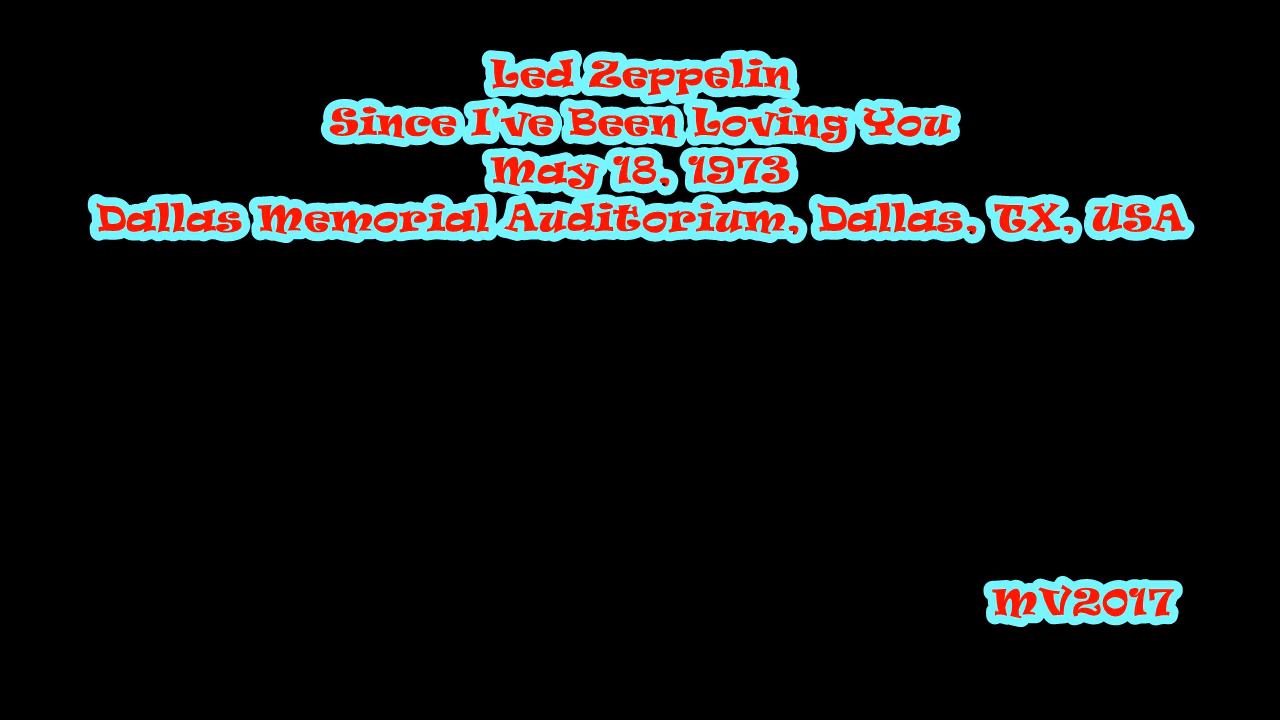 Led Zeppelin
Since I've Been Loving You
May 18, 1973
Dallas Memorial Auditorium, Dallas, TX, USA
MV2017